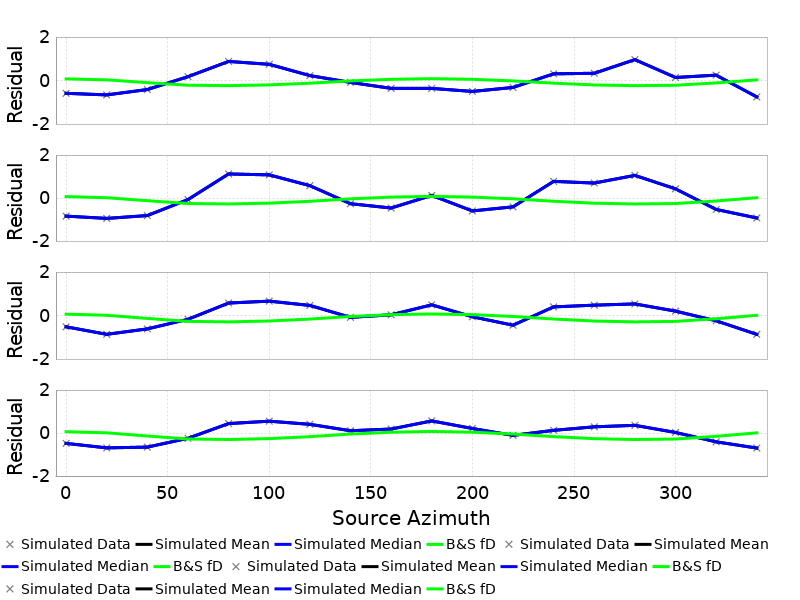 2
0
-2
Residual
2
0
-2
Residual
2
0
-2
Residual
2
0
-2
Residual
0 50 100 150 200 250 300
Source Azimuth
× Simulated Data Simulated Mean Simulated Median B&S fD × Simulated Data Simulated Mean
Simulated Median B&S fD × Simulated Data Simulated Mean Simulated Median B&S fD
× Simulated Data Simulated Mean Simulated Median B&S fD